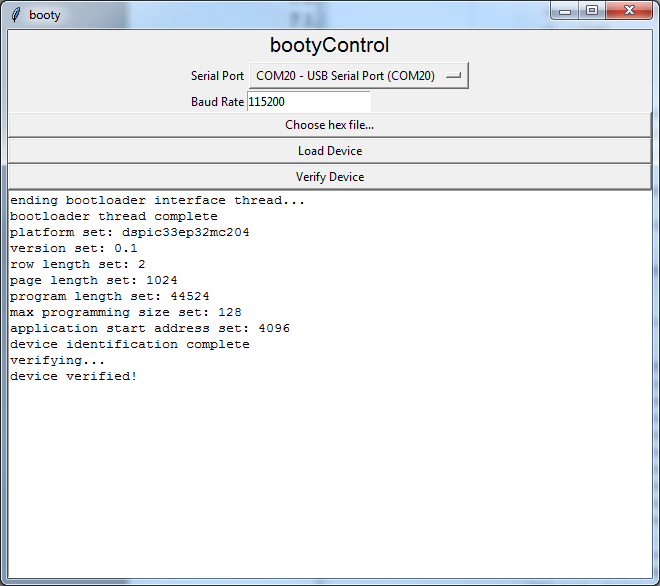 booty
bootyControl
Serial Port COM20 - USB Serial Port (COM20)
Baud Rate 115200
Choose hex file...
Load Device
Verify Device
ending bootloader interface thread...
bootloader thread complete
platform set: dspic33ep32mc204
version set: 0.1
row length set: 2
page length set: 1024
program length set: 44524
max programming size set: 128
application start address set: 4096
device identification complete
verifying...
device verified!